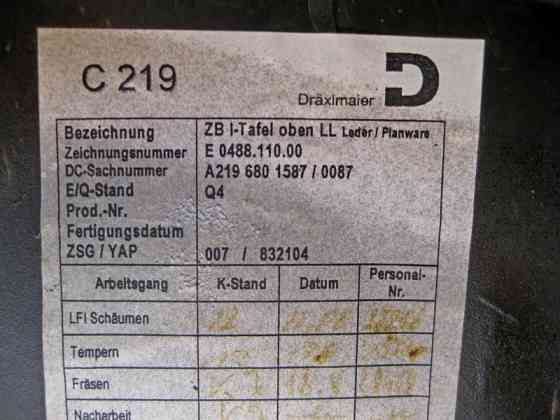 C 219
Dräxlmaier
Bezeichnung ZB I-Tafel oben LL Leder / Planware
Zeichnungsnummer E 0488.110.00
DC-Sachnummer A219 680 1587 / 0087
E/Q-Stand Q4
Prod.-Nr.
Fertigungsdatum
ZSG / YAP 007 / 832104
Arbeitsgang K-Stand Datum Personal-Nr.
LFI Schäumen
Tempern
Fräsen
Nacharbeit